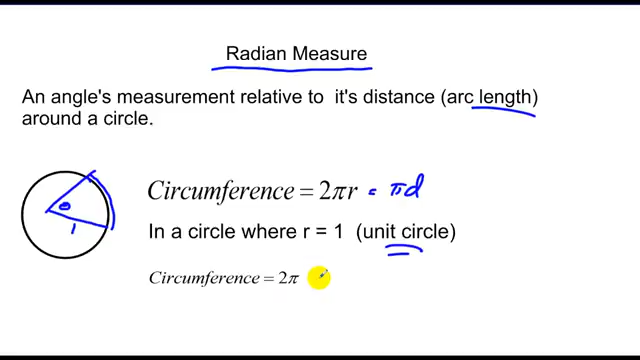 Radian Measure
An angle's measurement relative to it's distance (arc length)
around a circle.
Circumference = 2πr = πd
In a circle where r = 1 (unit circle)
θ
1
Circumference = 2π